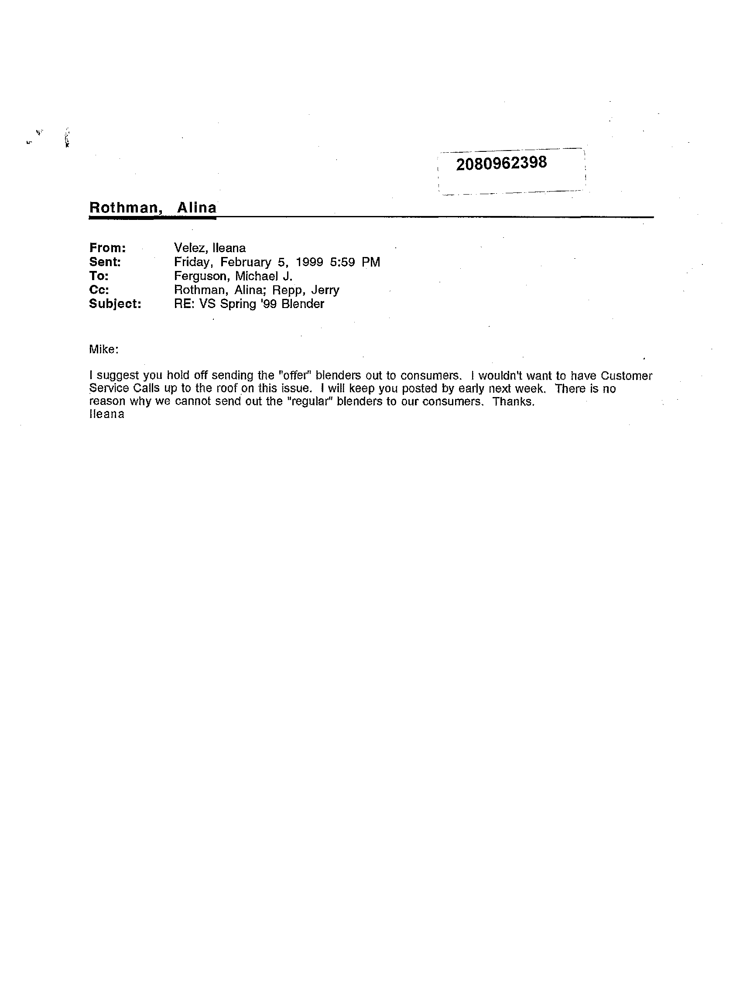 2080962398
Rothman, Alina
From: Velez, Ileana
Sent: Friday, February 5, 1999 5:59 PM
To: Ferguson, Michael J.
Cc: Rothman, Alina; Repp, Jerry
Subject: RE: VS Spring '99 Blender
Mike:
I suggest you hold off sending the "offer" blenders out to consumers. I wouldn't want to have Customer
Service Calls up to the roof on this issue. I will keep you posted by early next week. There is no
reason why we cannot send out the "regular" blenders to our consumers. Thanks.
Ileana